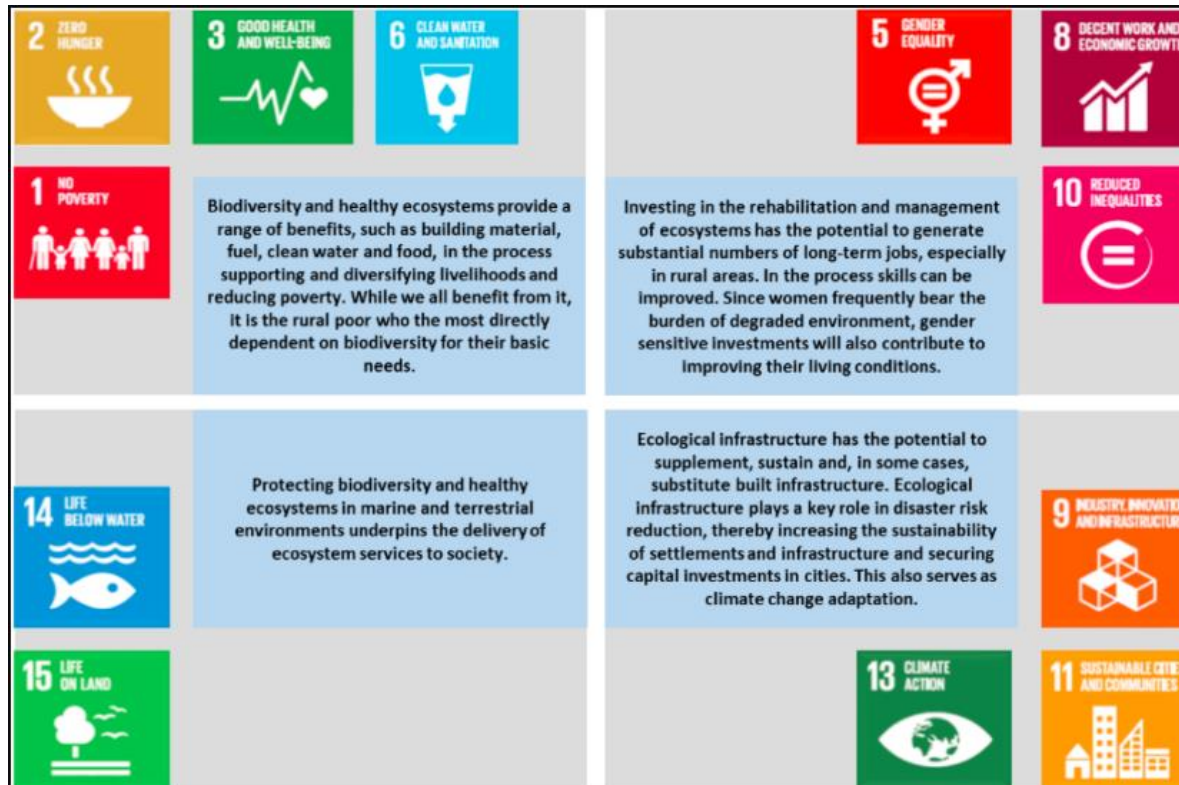 2 ZERO
HUNGER
3 GOOD HEALTH
AND WELL-BEING
6 CLEAN WATER
AND SANITATION
1 NO
POVERTY
Biodiversity and healthy ecosystems provide a
range of benefits, such as building material,
fuel, clean water and food, in the process
supporting and diversifying livelihoods and
reducing poverty. While we all benefit from it,
it is the rural poor who the most directly
dependent on biodiversity for their basic
needs.
5 GENDER
EQUALITY
8 DECENT WORK AND
ECONOMIC GROWT
10 REDUCED
INEQUALITIES
Investing in the rehabilitation and management
of ecosystems has the potential to generate
substantial numbers of long-term jobs, especially
in rural areas. In the process skills can be
improved. Since women frequently bear the
burden of degraded environment, gender
sensitive investments will also contribute to
improving their living conditions.
14 LIFE
BELOW WATER
15 LIFE
ON LAND
Protecting biodiversity and healthy
ecosystems in marine and terrestrial
environments underpins the delivery of
ecosystem services to society.
Ecological infrastructure has the potential to
supplement, sustain and, in some cases,
substitute built infrastructure. Ecological
infrastructure plays a key role in disaster risk
reduction, thereby increasing the sustainability
of settlements and infrastructure and securing
capital investments in cities. This also serves as
climate change adaptation.
9 INDUSTRY, INNOVATIO
AND INFRASTRUCTUR
13 CLIMATE
ACTION
11 SUSTAINABLE CITIE
AND COMMUNITIES